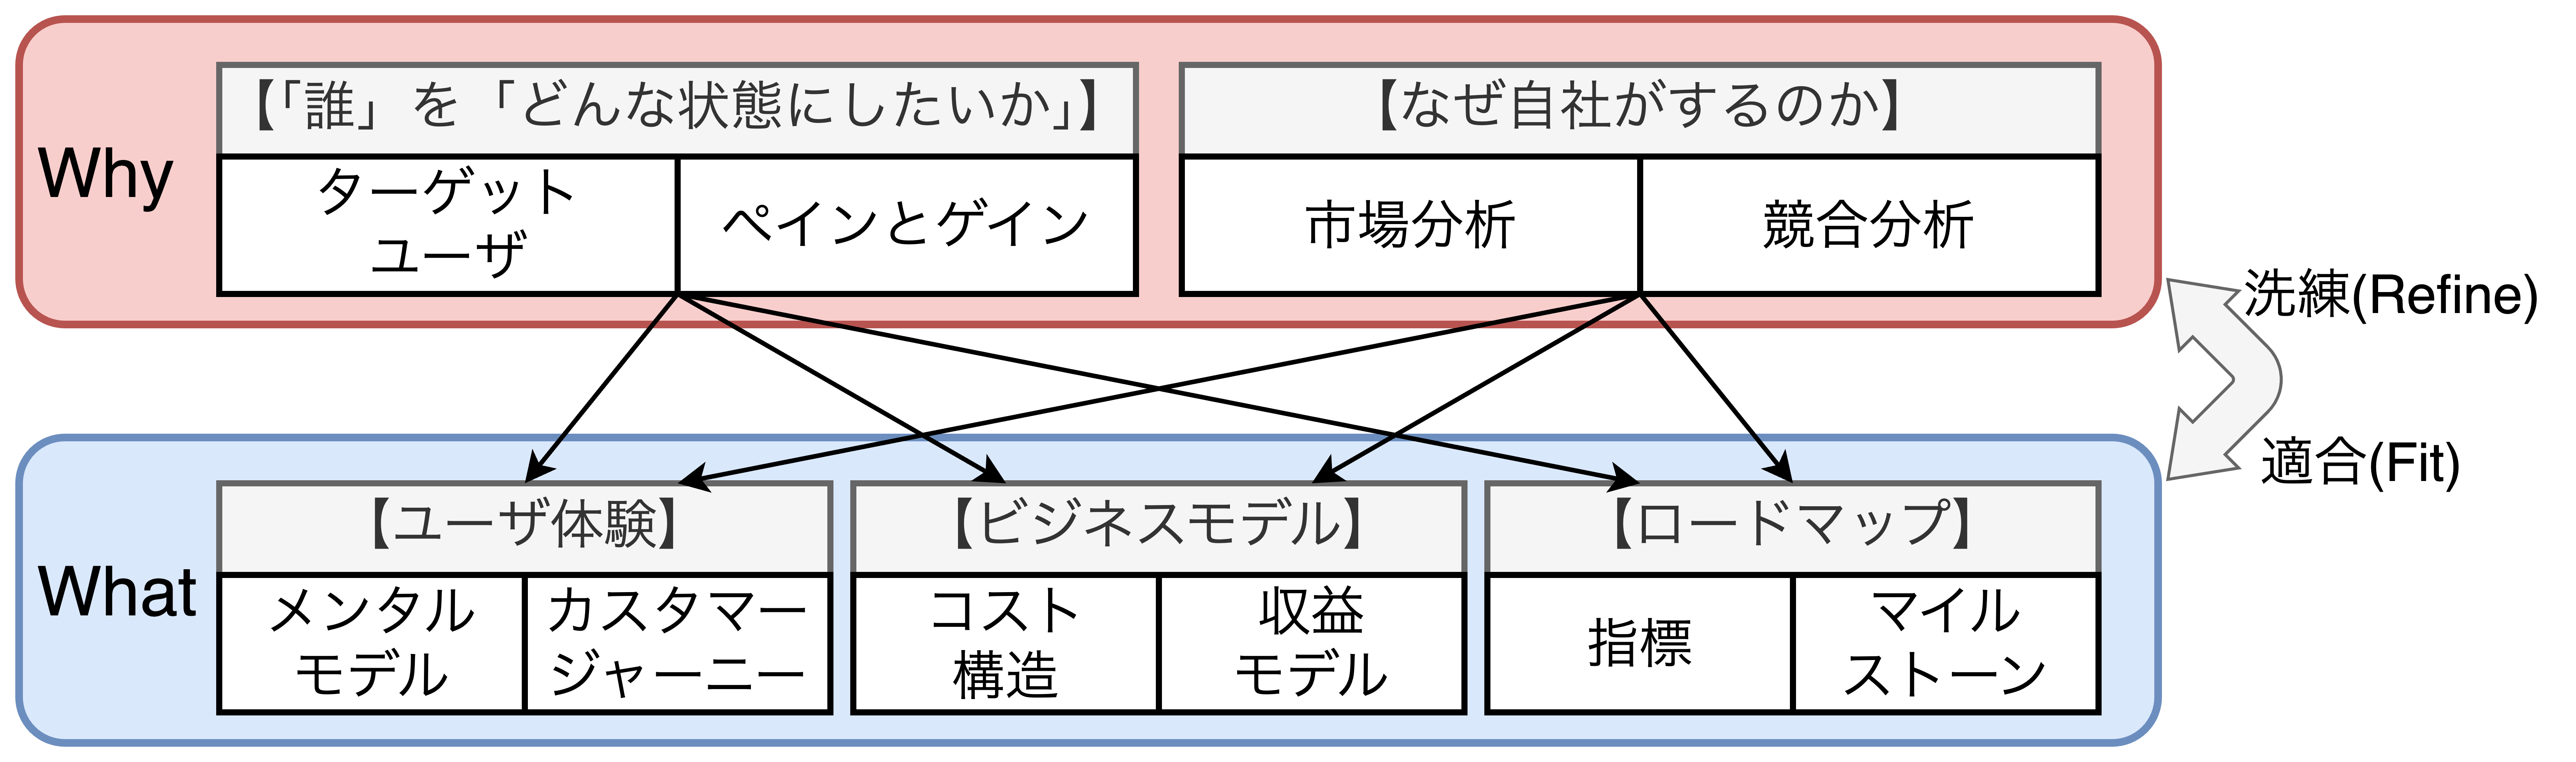 Why
【「誰」を「どんな状態にしたいか」】
ターゲット
ユーザ
ペインとゲイン
【なぜ自社がするのか】
市場分析
競合分析
洗練(Refine)
適合(Fit)
What
【ユーザ体験】
メンタル
モデル
カスタマー
ジャーニー
【ビジネスモデル】
コスト
構造
収益
モデル
【ロードマップ】
指標
マイル
ストーン